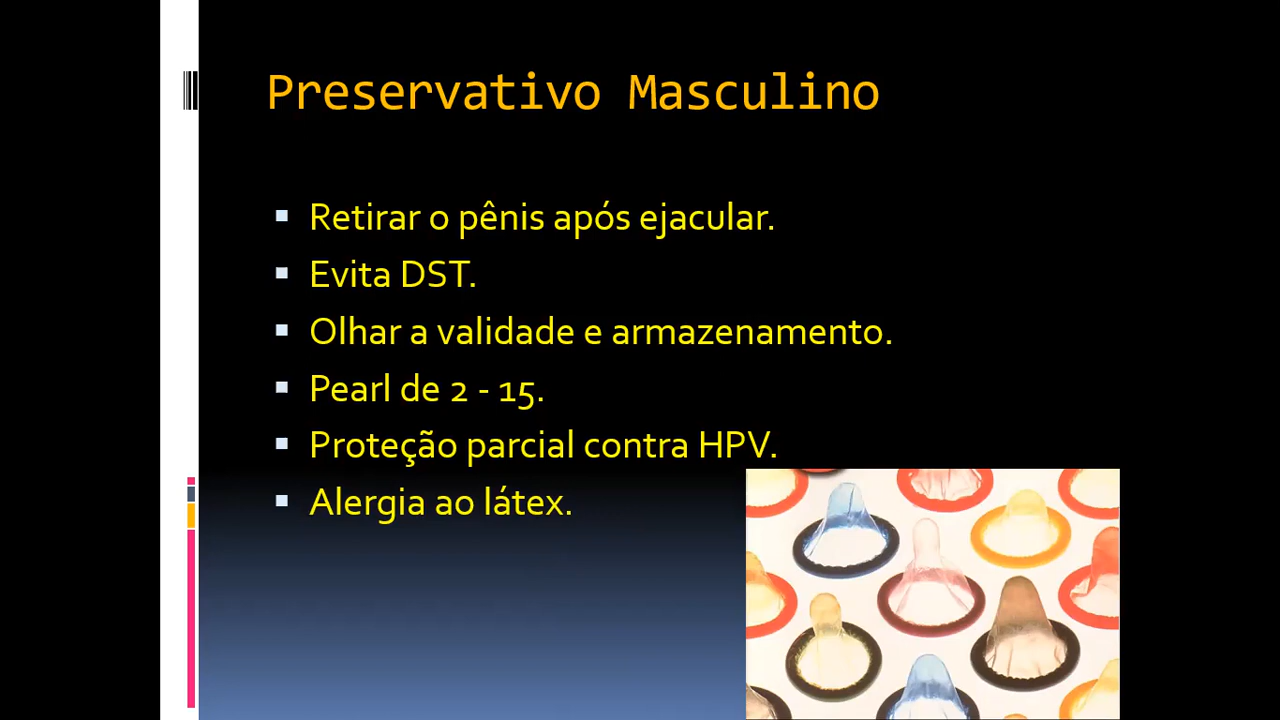 Preservativo Masculino
Retirar o pênis após ejacular.
Evita DST.
Olhar a validade e armazenamento.
Pearl de 2 - 15.
Proteção parcial contra HPV.
Alergia ao látex.